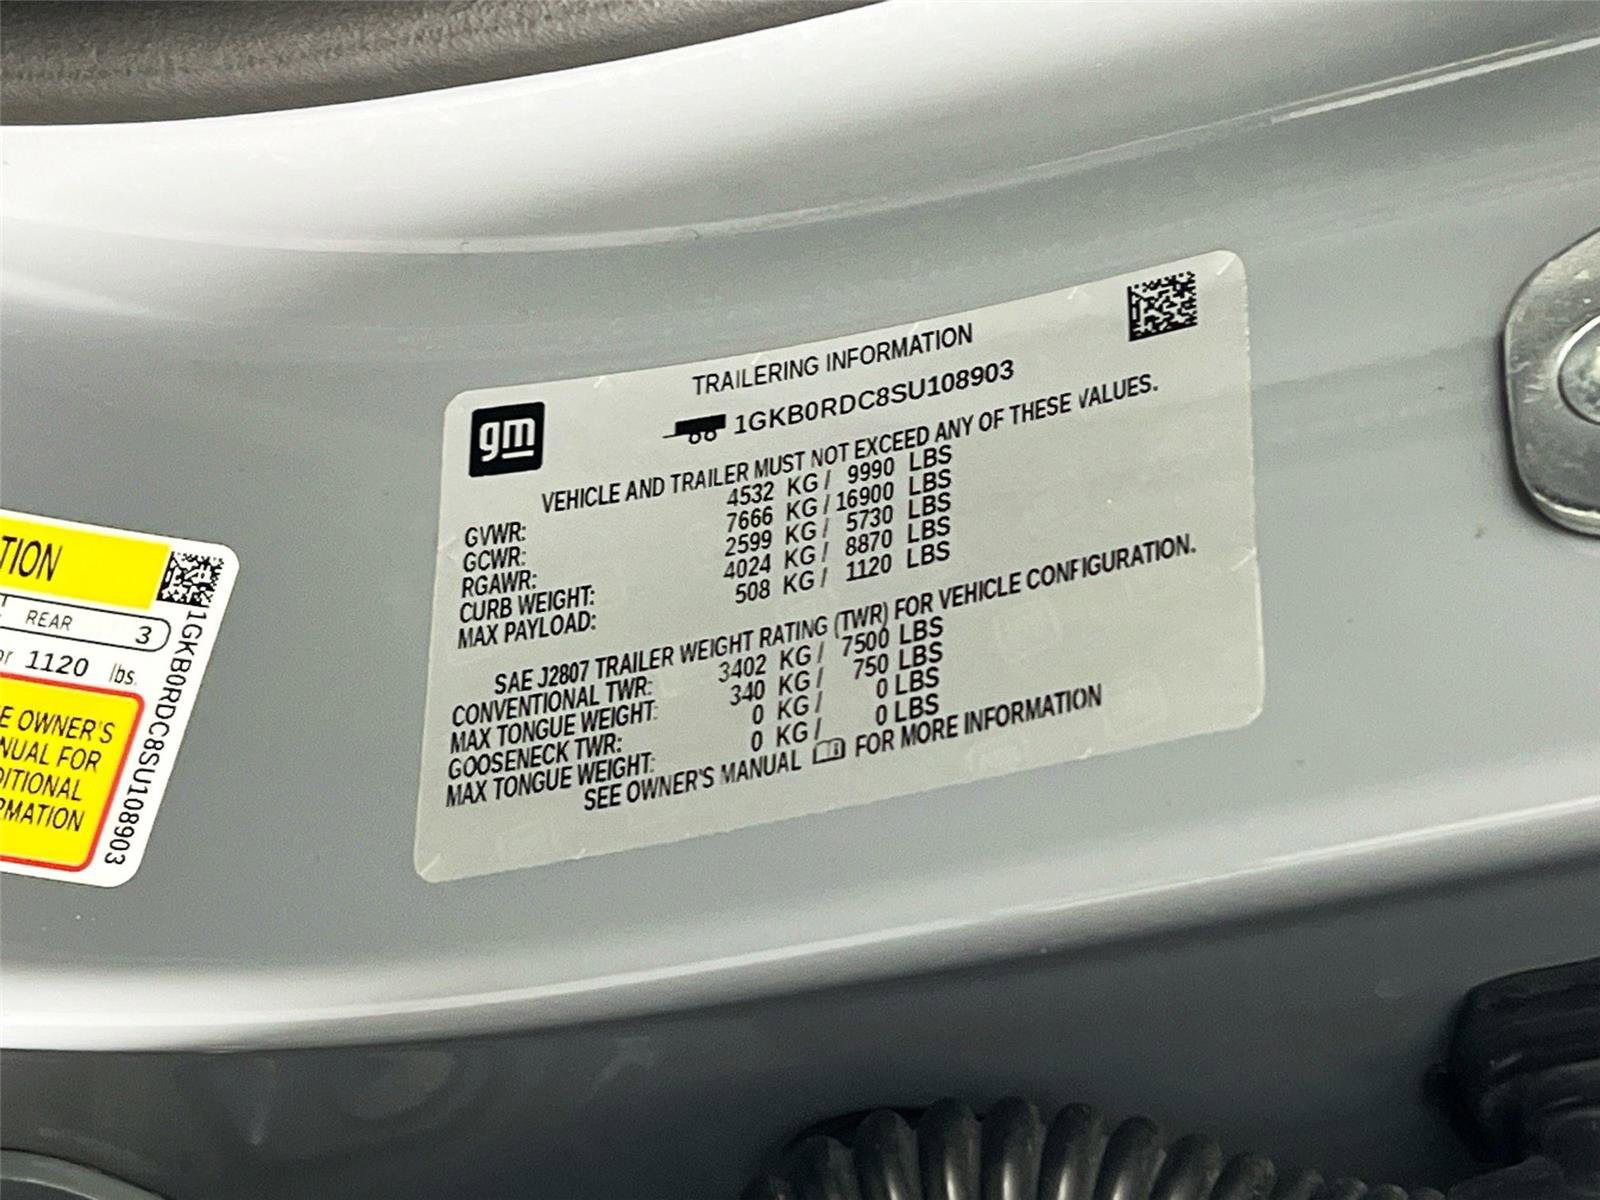 gm
TRAILERING INFORMATION
1GKB0RDC8SU108903
VEHICLE AND TRAILER MUST NOT EXCEED ANY OF THESE VALUES.
GVWR: 4532 KG/ 9990 LBS
GCWR: 7666 KG/16900 LBS
RGAWR: 2599 KG/ 5730 LBS
CURB WEIGHT: 4024 KG/ 8870 LBS
MAX PAYLOAD: 508 KG/ 1120 LBS
SAE J2807 TRAILER WEIGHT RATING (TWR) FOR VEHICLE CONFIGURATION.
CONVENTIONAL TWR: 3402 KG/ 7500 LBS
MAX TONGUE WEIGHT: 340 KG/ 750 LBS
GOOSENECK TWR: 0 KG/ 0 LBS
MAX TONGUE WEIGHT: 0 KG/ 0 LBS
SEE OWNER'S MANUAL FOR MORE INFORMATION
TION
REAR 3
or 1120 lbs.
E OWNER'S
NUAL FOR
DITIONAL
RMATION
1GKB0RDC8SU108903